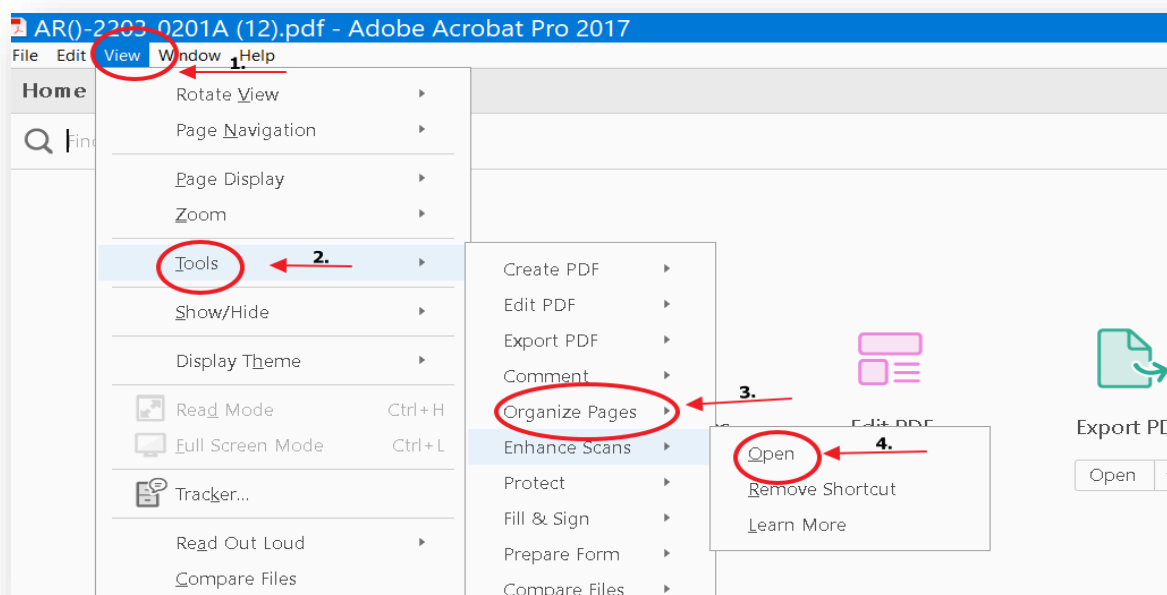 AR()-2203-0201A (12).pdf - Adobe Acrobat Pro 2017
File Edit View Window Help
1.
Home
Rotate View
Page Navigation
Page Display
Zoom
Tools
2.
Show/Hide
Display Theme
Read Mode Ctrl+H
Full Screen Mode Ctrl+L
Tracker...
Read Out Loud
Compare Files
Create PDF
Edit PDF
Export PDF
Comment
Organize Pages
3.
Enhance Scans
Protect
Fill & Sign
Prepare Form
Compare Files
Open
4.
Remove Shortcut
Learn More
Edit PDF
Export PD
Open